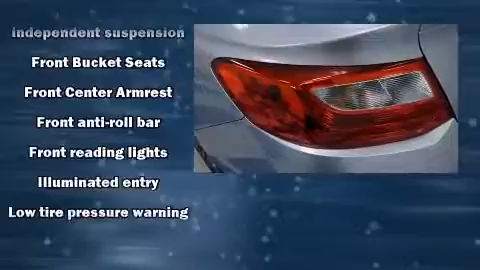 independent suspension
Front Bucket Seats
Front Center Armrest
Front anti-roll bar
Front reading lights
Illuminated entry
Low tire pressure warning